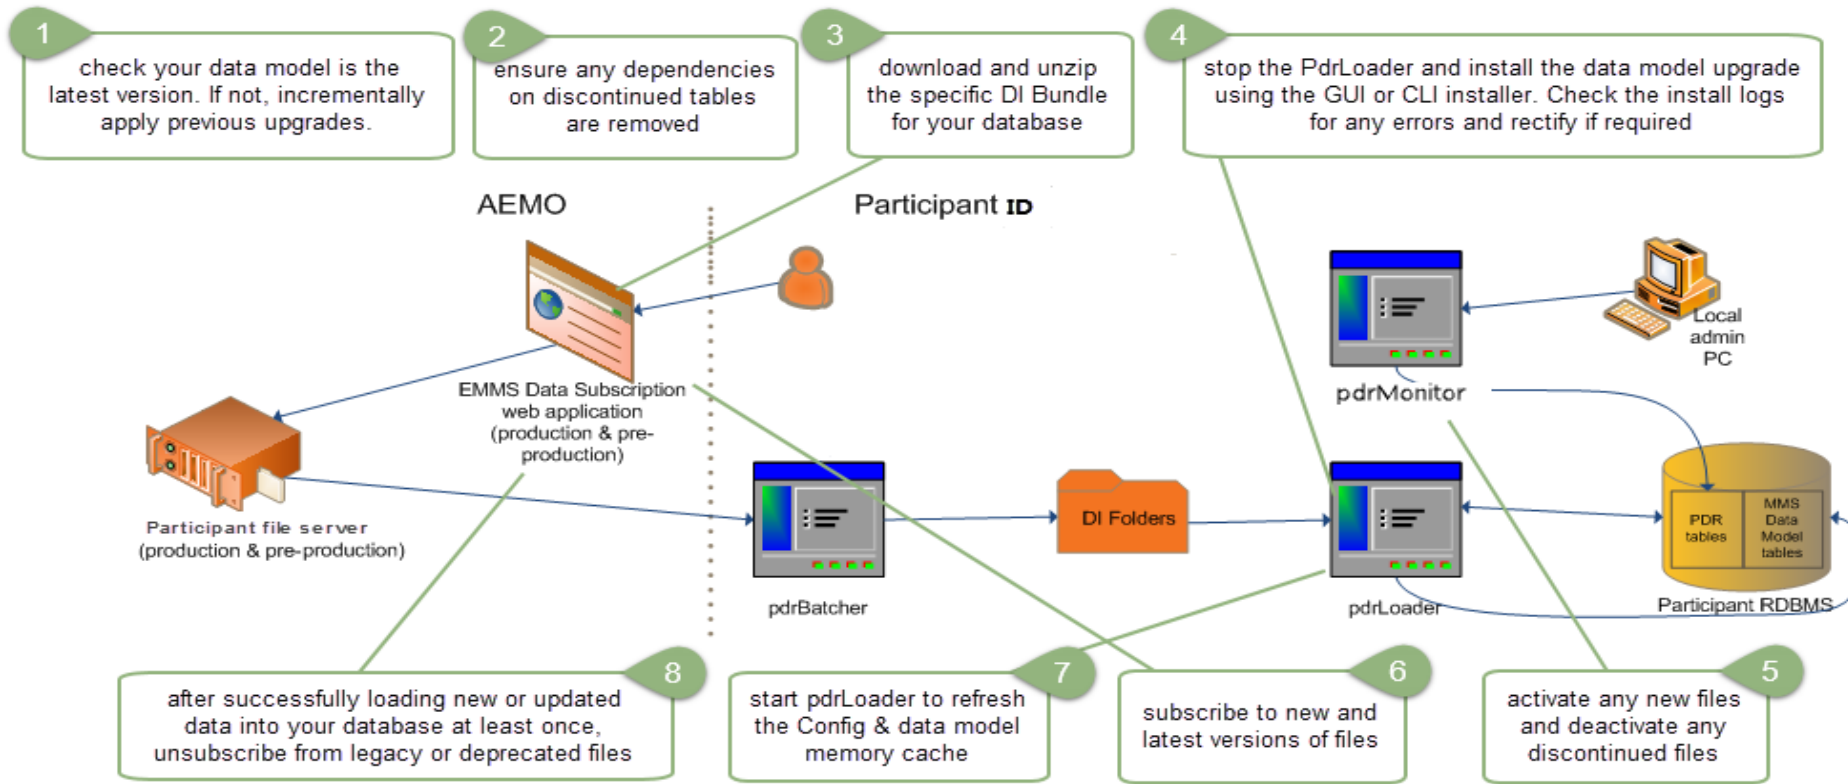 1
check your data model is the
latest version. If not, incrementally
apply previous upgrades.
2
ensure any dependencies
on discontinued tables
are removed
3
download and unzip
the specific DI Bundle
for your database
4
stop the PdrLoader and install the data model upgrade
using the GUI or CLI installer. Check the install logs
for any errors and rectify if required
AEMO
Participant ID
Local
admin
PC
EMMS Data Subscription
web application
(production & pre-
production)
pdrMonitor
Participant file server
(production & pre-production)
pdrBatcher
DI Folders
pdrLoader
PDR
tables
MMS
Data
Model
tables
Participant RDBMS
8
after successfully loading new or updated
data into your database at least once,
unsubscribe from legacy or deprecated files
7
start pdrLoader to refresh
the Config & data model
memory cache
6
subscribe to new and
latest versions of files
5
activate any new files
and deactivate any
discontinued files